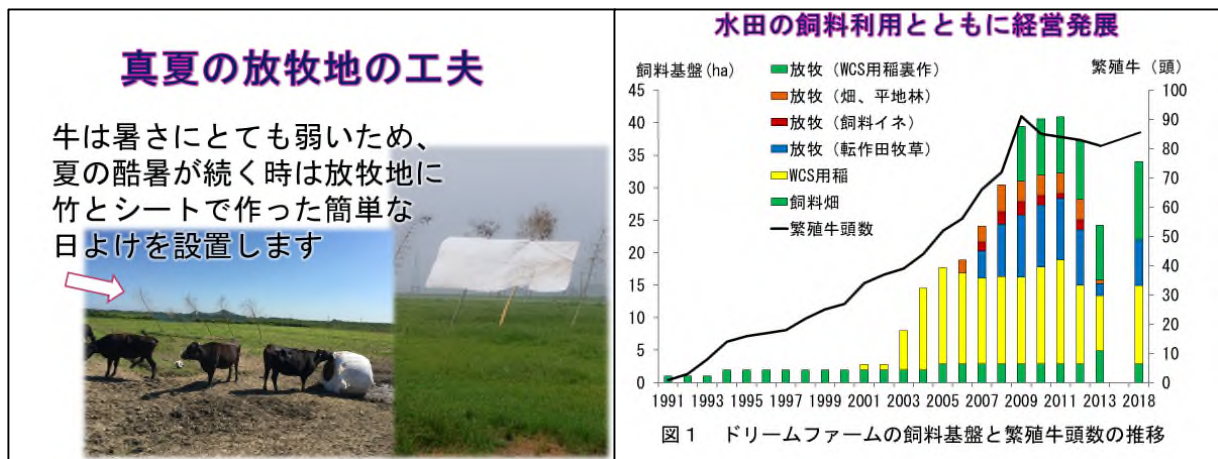 真夏の放牧地の工夫
牛は暑さにとても弱いため、
夏の酷暑が続く時は放牧地に
竹とシートで作った簡単な
日よけを設置します
水田の飼料利用とともに経営発展
飼料基盤(ha)
繁殖牛(頭)
放牧(WCS用稲裏作)
放牧(畑、平地林)
放牧(飼料イネ)
放牧(転作田牧草)
WCS用稲
飼料畑
繁殖牛頭数
45
40
35
30
25
20
15
10
5
0
100
90
80
70
60
50
40
30
20
10
0
1991 1993 1995 1997 1999 2001 2003 2005 2007 2009 2011 2013 2018
図1 ドリームファームの飼料基盤と繁殖牛頭数の推移